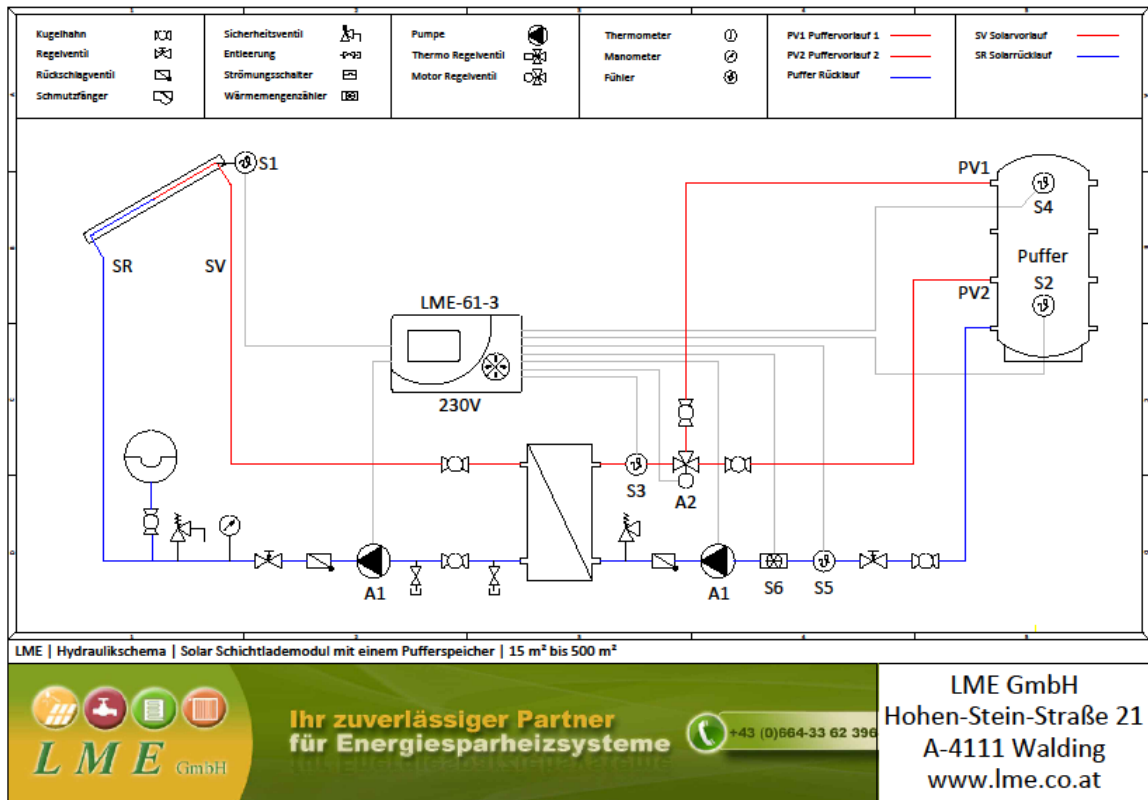 Kugelhahn
Regelventil
Rückschlagventil
Schmutzfänger
Sicherheitsventil
Entleerung
Strömungsschalter
Wärmemengenzähler
Pumpe
Thermo Regelventil
Motor Regelventil
Thermometer
Manometer
Fühler
PV1 Puffervorlauf 1
PV2 Puffervorlauf 2
Puffer Rücklauf
SV Solarvorlauf
SR Solarrücklauf
S1
SR
SV
LME-61-3
230V
PV1
S4
Puffer
S2
PV2
S3
A2
A1
A1
S6
S5
LME | Hydraulikschema | Solar Schichtlademodul mit einem Pufferspeicher | 15 m² bis 500 m²
LME GmbH
Ihr zuverlässiger Partner
für Energiesparheizsysteme
+43 (0)664-33 62 396
LME GmbH
Hohen-Stein-Straße 21
A-4111 Walding
www.lme.co.at